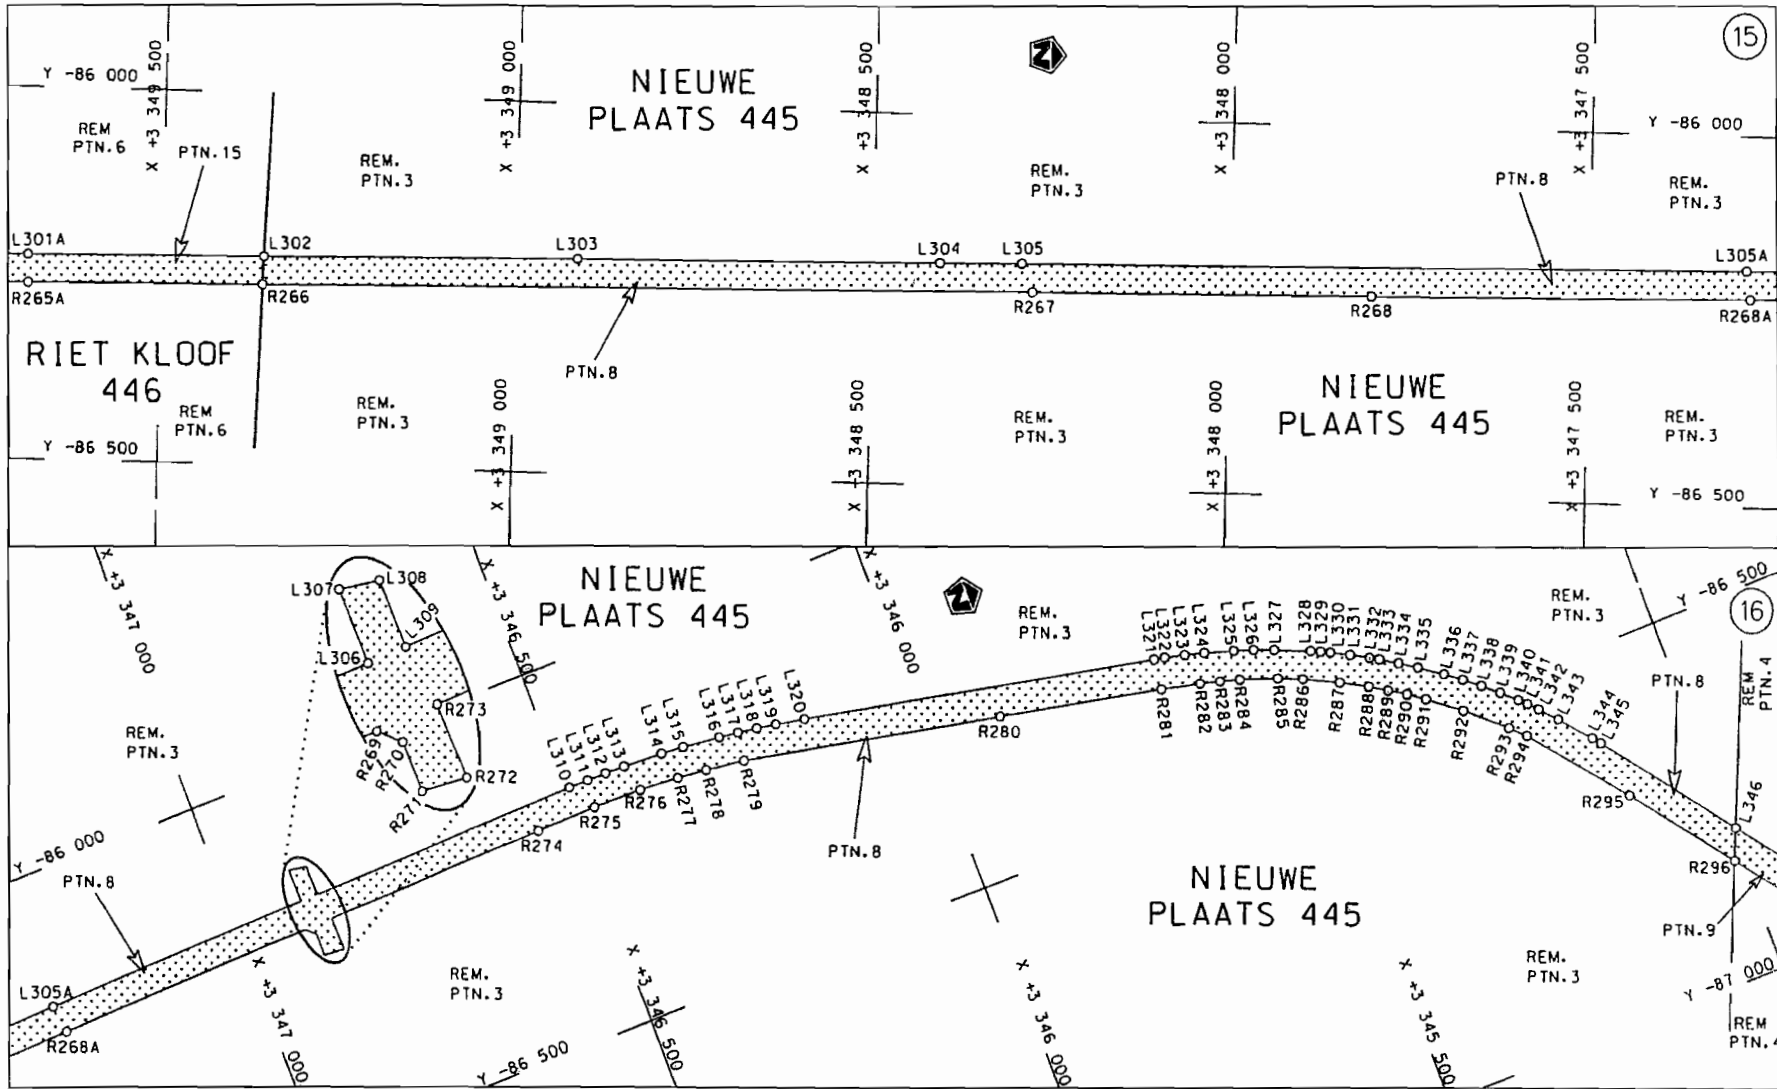 15
Y -86 000
X +3 349 500
X +3 349 000
X +3 348 500
X +3 348 000
X +3 347 500
Y -86 000
NIEUWE
PLAATS 445
REM
PTN.6
PTN.15
REM.
PTN.3
REM.
PTN.3
PTN.8
REM.
PTN.3
L301A
L302
L303
L304
L305
L305A
R265A
R266
R267
R268
R268A
RIET KLOOF
446
REM
PTN.6
REM.
PTN.3
PTN.8
REM.
PTN.3
NIEUWE
PLAATS 445
REM.
PTN.3
Y -86 500
X +3 349 000
X +3 348 500
X +3 348 000
X +3 347 500
Y -86 500
16
X +3 347 000
X +3 346 500
X +3 346 000
Y -86 500
NIEUWE
PLAATS 445
REM.
PTN.3
REM.
PTN.3
REM.
PTN.3
L307
L308
L309
L306
R273
R269
R270
R272
R271
L310
L311
L312
L313
L314
L315
L316
L317
L318
L319
L320
L321
L322
L323
L324
L325
L326
L327
L328
L329
L330
L331
L332
L333
L334
L335
L336
L337
L338
L339
L340
L341
L342
L343
L344
L345
L346
PTN.8
REM
PTN.4
R274
R275
R276
R277
R278
R279
R280
R281
R282
R283
R284
R285
R286
R287
R288
R289
R290
R291
R292
R293
R294
R295
R296
Y -86 000
PTN.8
PTN.8
NIEUWE
PLAATS 445
PTN.9
L305A
R268A
REM.
PTN.3
REM.
PTN.3
X +3 347 000
X +3 346 500
X +3 346 000
X +3 345 500
Y -86 500
Y -87 000
REM
PTN.4